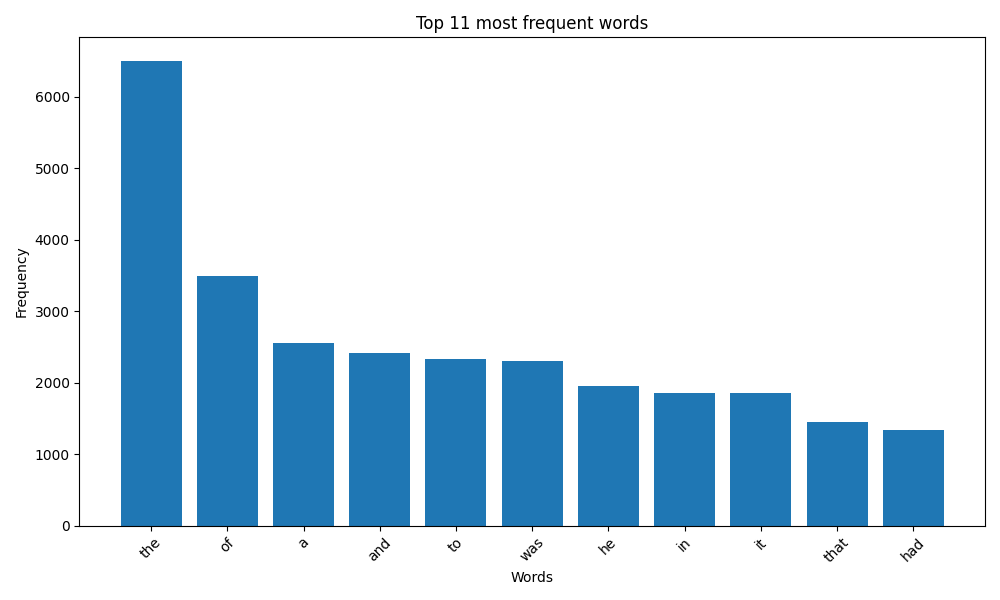 Top 11 most frequent words
Frequency
6000
5000
4000
3000
2000
1000
0
the of a and to was he in it that had
Words